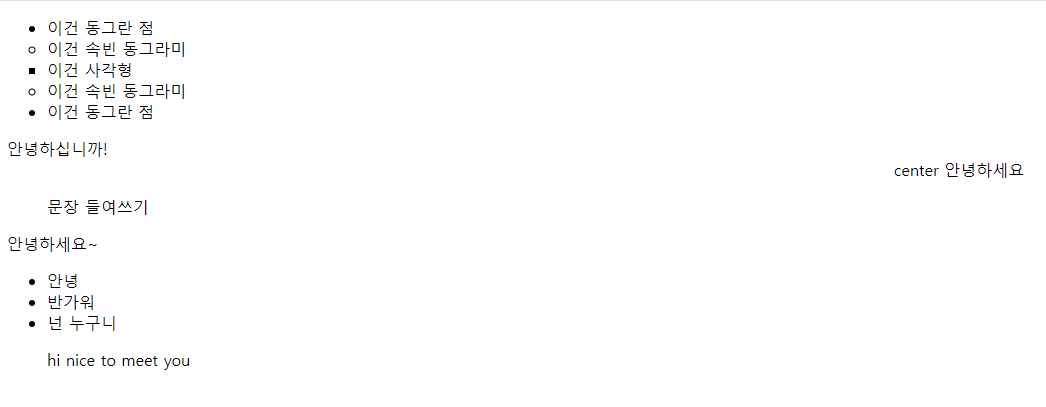 이건 동그란 점
이건 속빈 동그라미
이건 사각형
이건 속빈 동그라미
이건 동그란 점
안녕하십니까!
center 안녕하세요
문장 들여쓰기
안녕하세요~
안녕
반가워
넌 누구니
hi nice to meet you